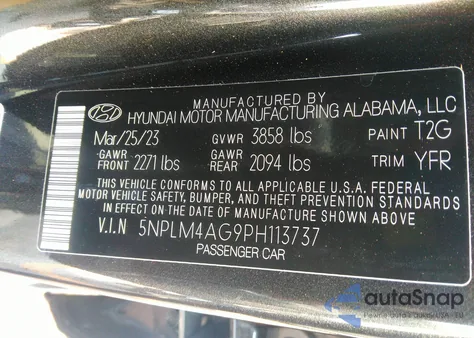 MANUFACTURED BY
HYUNDAI MOTOR MANUFACTURING ALABAMA, LLC
Mar/25/23 GVWR 3858 lbs PAINT T2G
GAWR FRONT 2271 lbs GAWR REAR 2094 lbs TRIM YFR
THIS VEHICLE CONFORMS TO ALL APPLICABLE U.S.A. FEDERAL
MOTOR VEHICLE SAFETY, BUMPER, AND THEFT PREVENTION STANDARDS
IN EFFECT ON THE DATE OF MANUFACTURE SHOWN ABOVE.
V.I.N 5NPLM4AG9PH113737
PASSENGER CAR
autoSnap